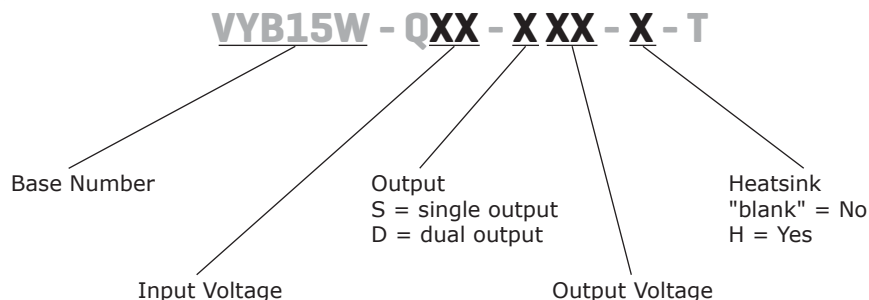 VYB15W - QXX - X XX - X - T
Base Number
Output
S = single output
D = dual output
Heatsink
"blank" = No
H = Yes
Input Voltage
Output Voltage